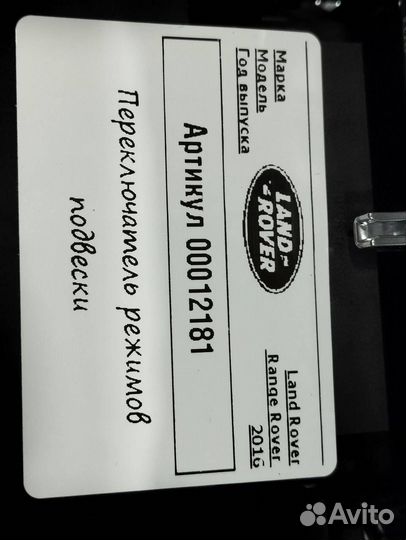 Марка Land Rover
Модель Range Rover
Год выпуска 2016
LAND
ROVER
Артикул 00012181
Переключатель режимов
подвески
Avito